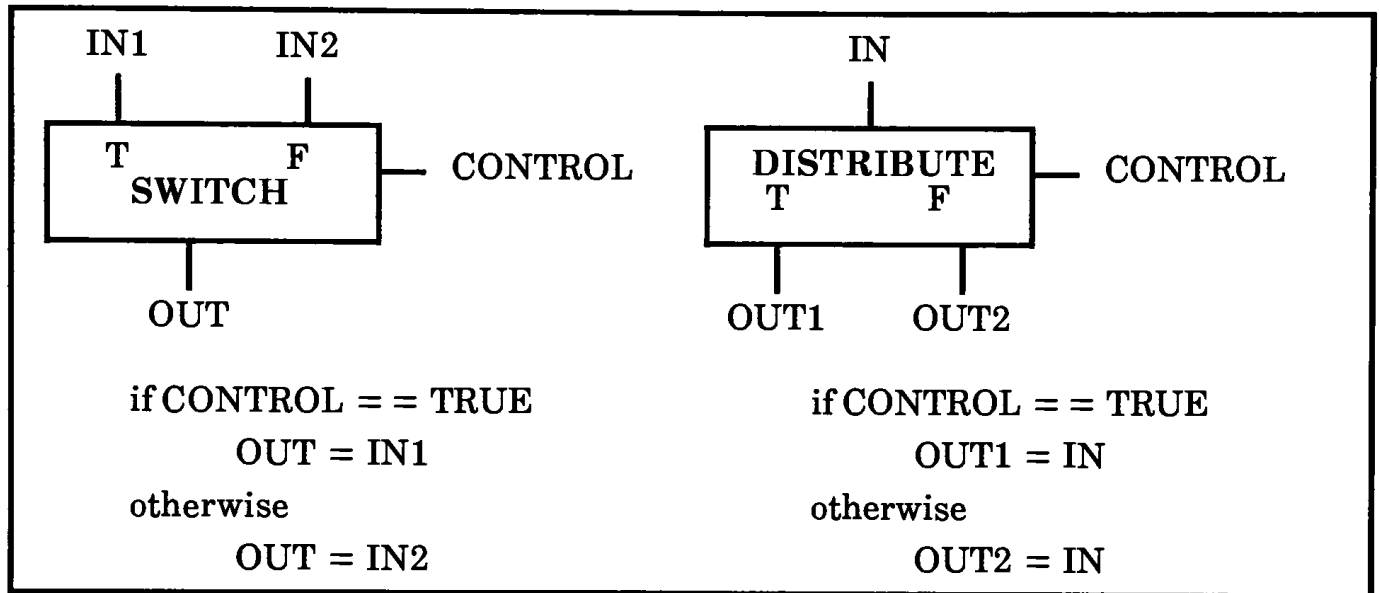 IN1 IN2
T F
SWITCH
CONTROL
OUT
if CONTROL = = TRUE
OUT = IN1
otherwise
OUT = IN2
IN
DISTRIBUTE
T F
CONTROL
OUT1 OUT2
if CONTROL = = TRUE
OUT1 = IN
otherwise
OUT2 = IN